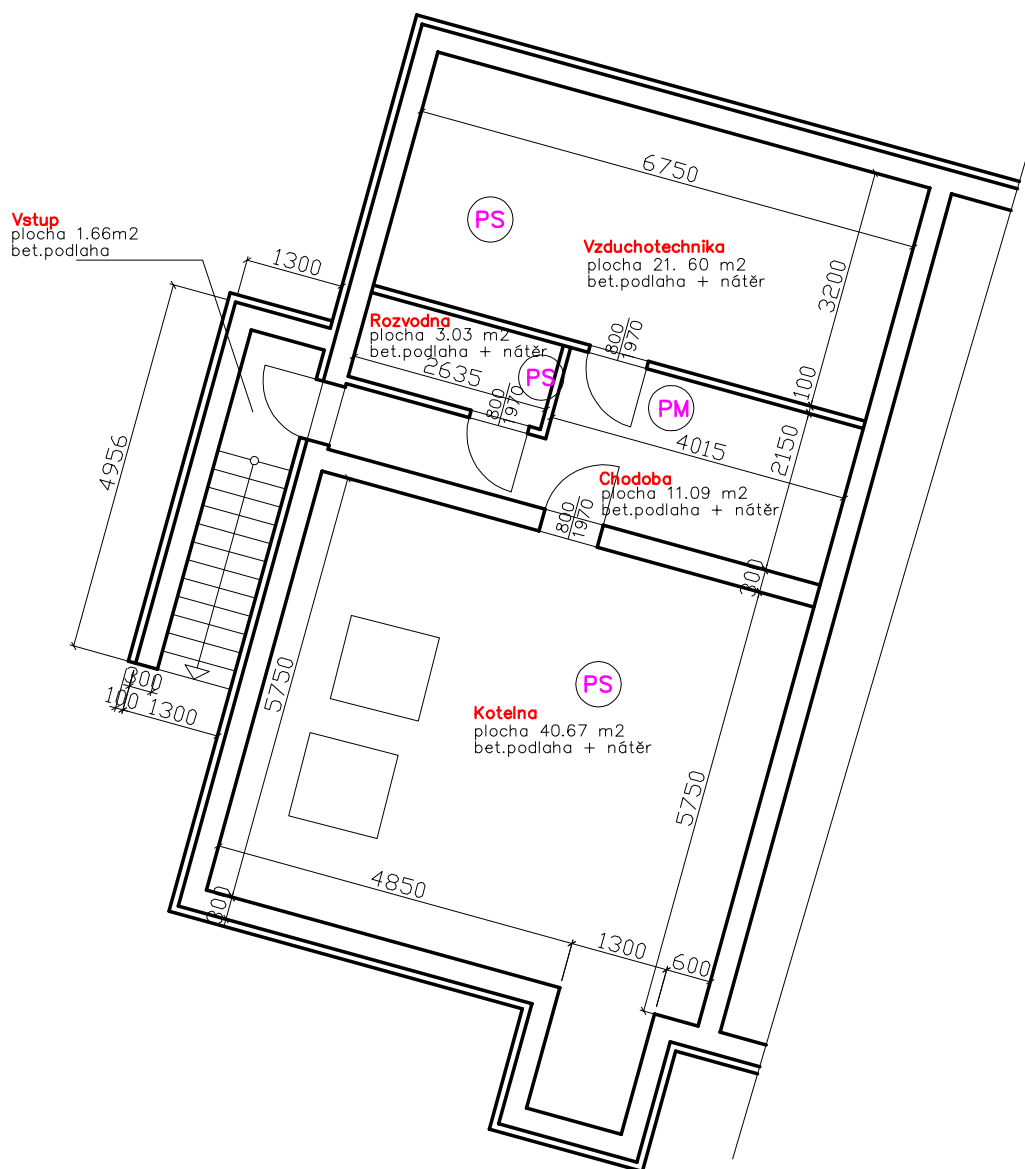 6750
PS
Vstup
plocha 1.66m2
bet.podlaha
Vzduchotechnika
plocha 21. 60 m2
bet.podlaha + nátěr
1300
3200
Rozvodna
plocha 3.03 m2
bet.podlaha + nátěr
800
1970
2635
PS
100
PM
800
1970
4015
2150
4956
Chodoba
plocha 11.09 m2
bet.podlaha + nátěr
800
1970
300
300
100
1300
5750
PS
Kotelna
plocha 40.67 m2
bet.podlaha + nátěr
5750
4850
300
1300
600